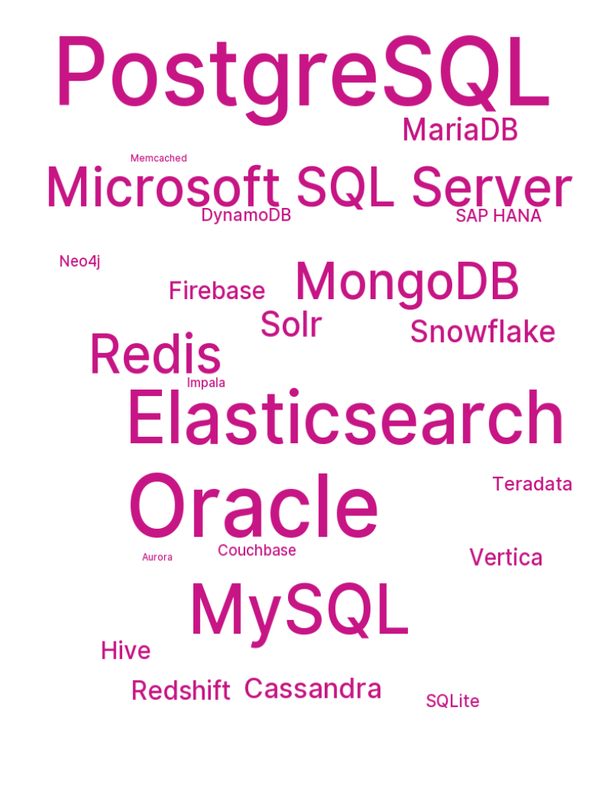 PostgreSQL
MariaDB
Memcached
Microsoft SQL Server
DynamoDB
SAP HANA
Neo4j
Firebase
MongoDB
Solr
Snowflake
Redis
Impala
Elasticsearch
Oracle
Teradata
Couchbase
Aurora
Vertica
MySQL
Hive
Redshift
Cassandra
SQLite